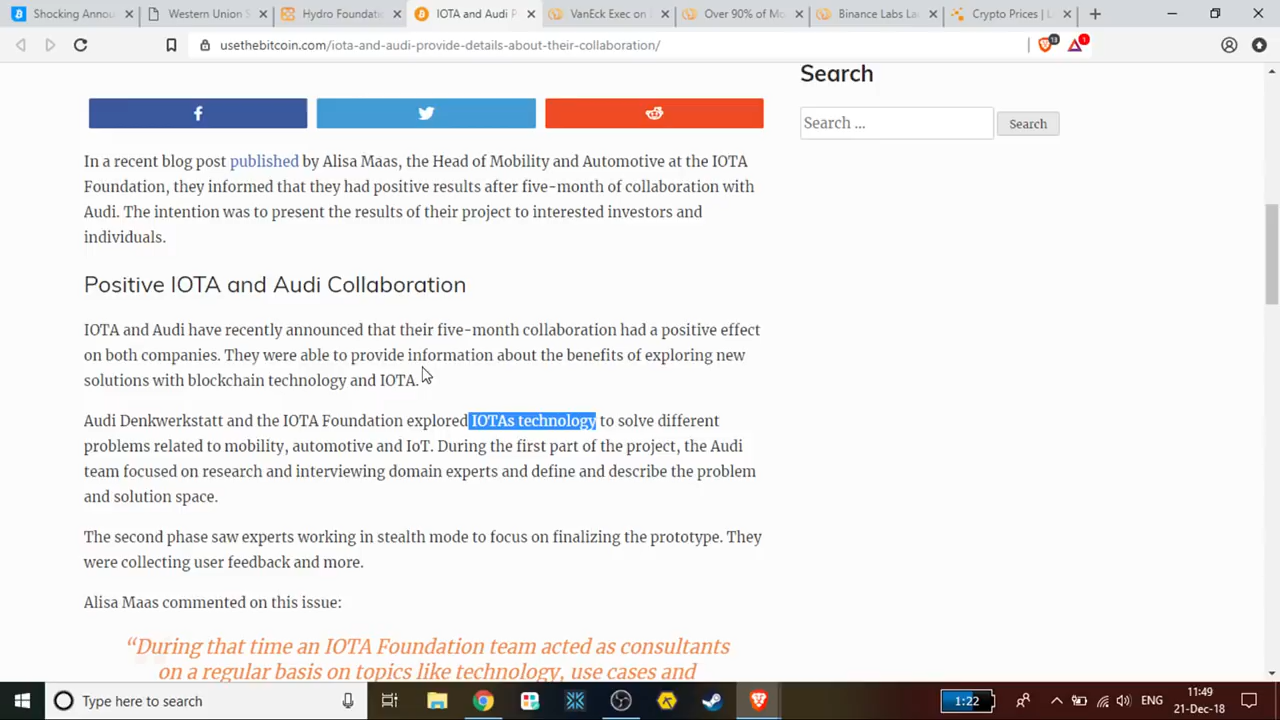 Shocking Annou
Western Union S
Hydro Foundatio
IOTA and Audi P
VanEck Exec on
Over 90% of Mo
Binance Labs La
Crypto Prices | L
usethebitcoin.com/iota-and-audi-provide-details-about-their-collaboration/
13
1
Search
Search ...
Search
In a recent blog post published by Alisa Maas, the Head of Mobility and Automotive at the IOTA
Foundation, they informed that they had positive results after five-month of collaboration with
Audi. The intention was to present the results of their project to interested investors and
individuals.
Positive IOTA and Audi Collaboration
IOTA and Audi have recently announced that their five-month collaboration had a positive effect
on both companies. They were able to provide information about the benefits of exploring new
solutions with blockchain technology and IOTA.
Audi Denkwerkstatt and the IOTA Foundation explored IOTAs technology to solve different
problems related to mobility, automotive and IoT. During the first part of the project, the Audi
team focused on research and interviewing domain experts and define and describe the problem
and solution space.
The second phase saw experts working in stealth mode to focus on finalizing the prototype. They
were collecting user feedback and more.
Alisa Maas commented on this issue:
“During that time an IOTA Foundation team acted as consultants
on a regular basis on topics like technology, use cases and
Type here to search
1:22
ENG
11:49
21-Dec-18